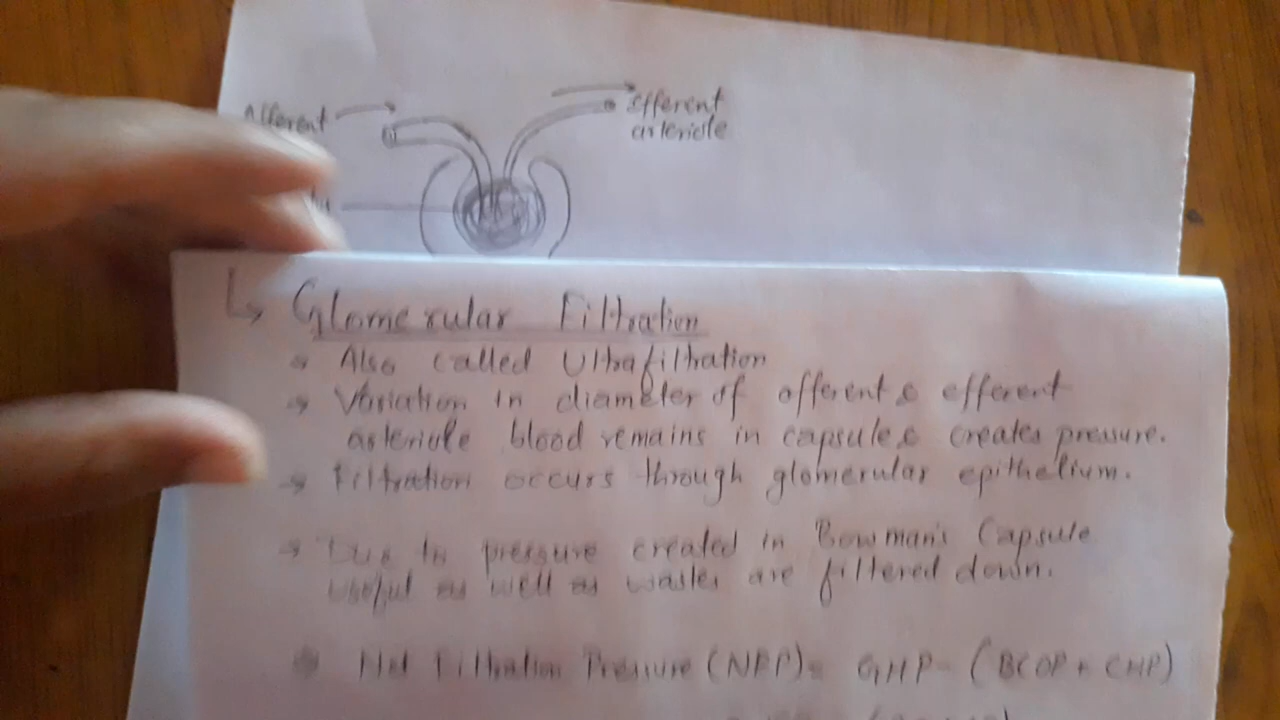 Afferent
Efferent
arteriole
↳ Glomerular Filtration
→ Also called Ultrafiltration
→ Variation in diameter of afferent & efferent
arteriole blood remains in capsule & creates pressure.
→ Filtration occurs through glomerular epithelium.
→ Due to pressure created in Bowman's Capsule
useful as well as wastes are filtered down.
Net Filtration Pressure (NFP) = GHP - (BCOP + CHP)